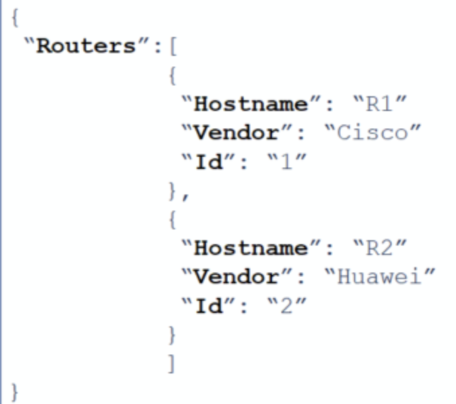 {
“Routers”:[
{
“Hostname”: “R1”
“Vendor”: “Cisco”
“Id”: “1”
},
{
“Hostname”: “R2”
“Vendor”: “Huawei”
“Id”: “2”
}
]
}